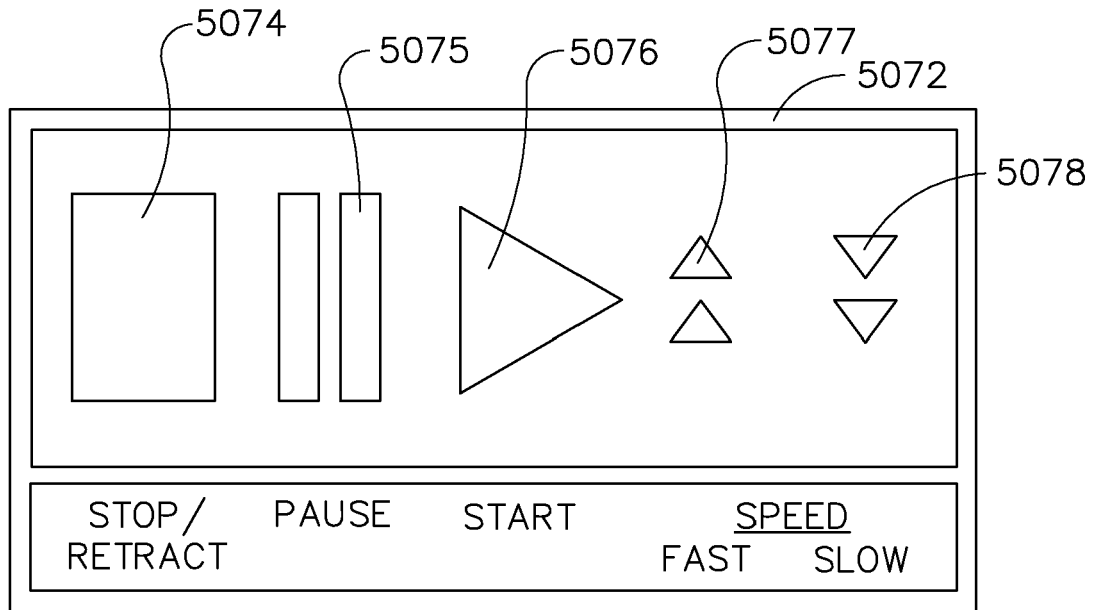 5074
5075
5076
5077
5072
5078
STOP/ RETRACT
PAUSE
START
SPEED
FAST SLOW